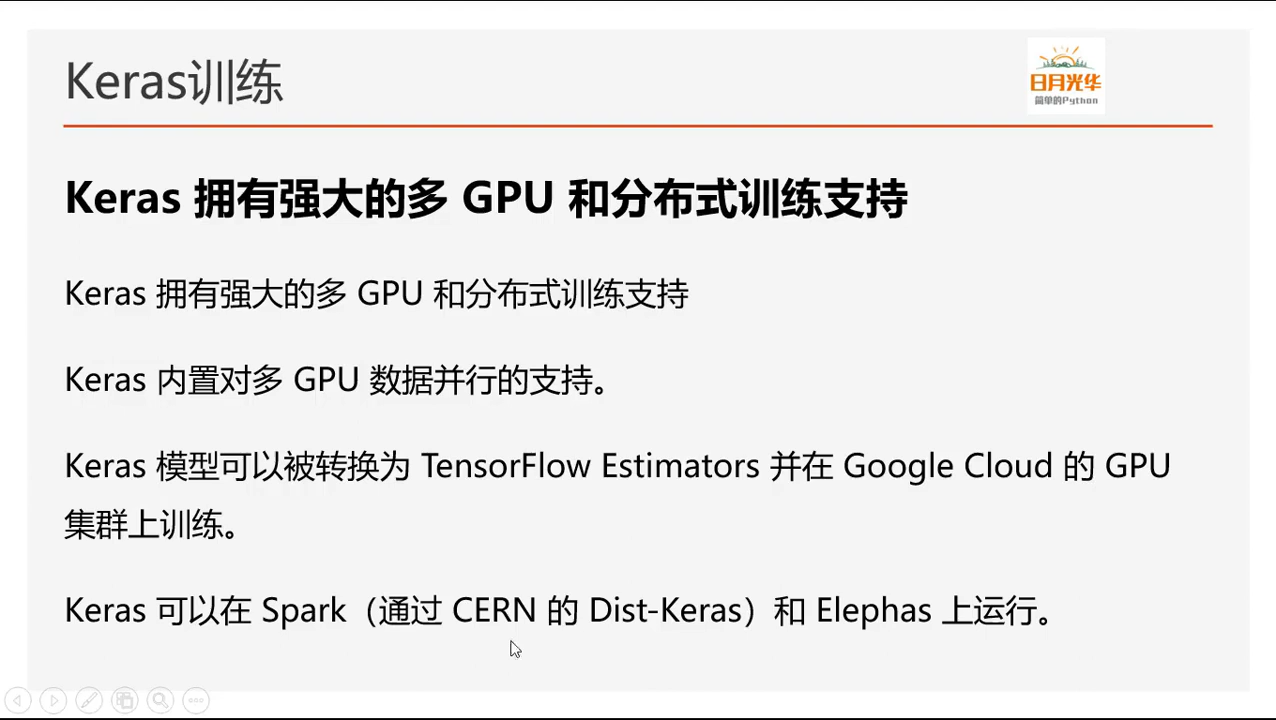 Keras训练
日月光华
简单的Python
Keras 拥有强大的多 GPU 和分布式训练支持
Keras 拥有强大的多 GPU 和分布式训练支持
Keras 内置对多 GPU 数据并行的支持。
Keras 模型可以被转换为 TensorFlow Estimators 并在 Google Cloud 的 GPU
集群上训练。
Keras 可以在 Spark（通过 CERN 的 Dist-Keras）和 Elephas 上运行。